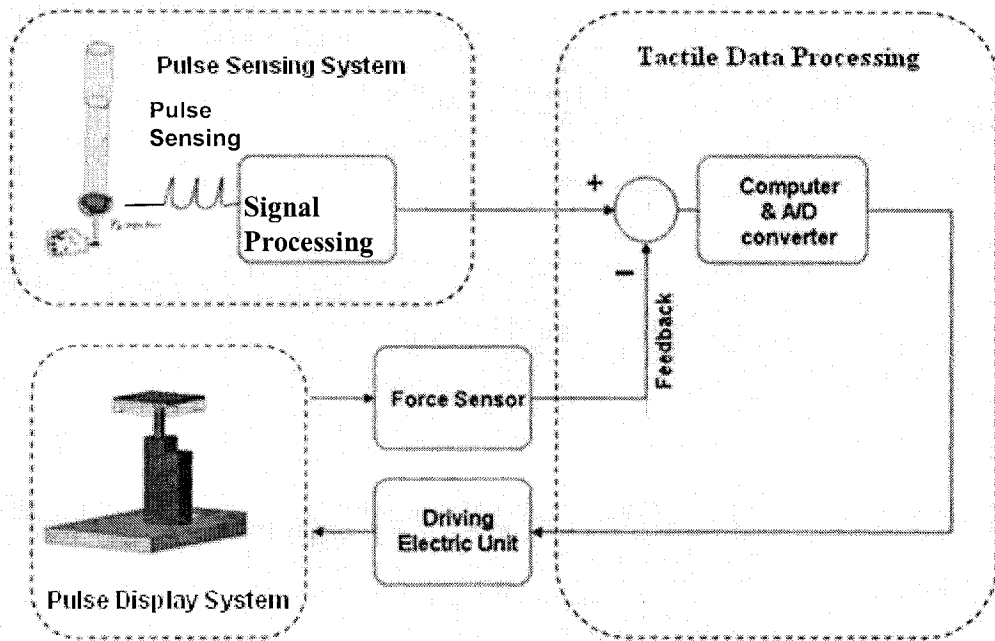 Pulse Sensing System
Pulse
Sensing
Signal
Processing
Tactile Data Processing
+
Computer
& A/D
converter
−
Feedback
Force Sensor
Driving
Electric Unit
Pulse Display System